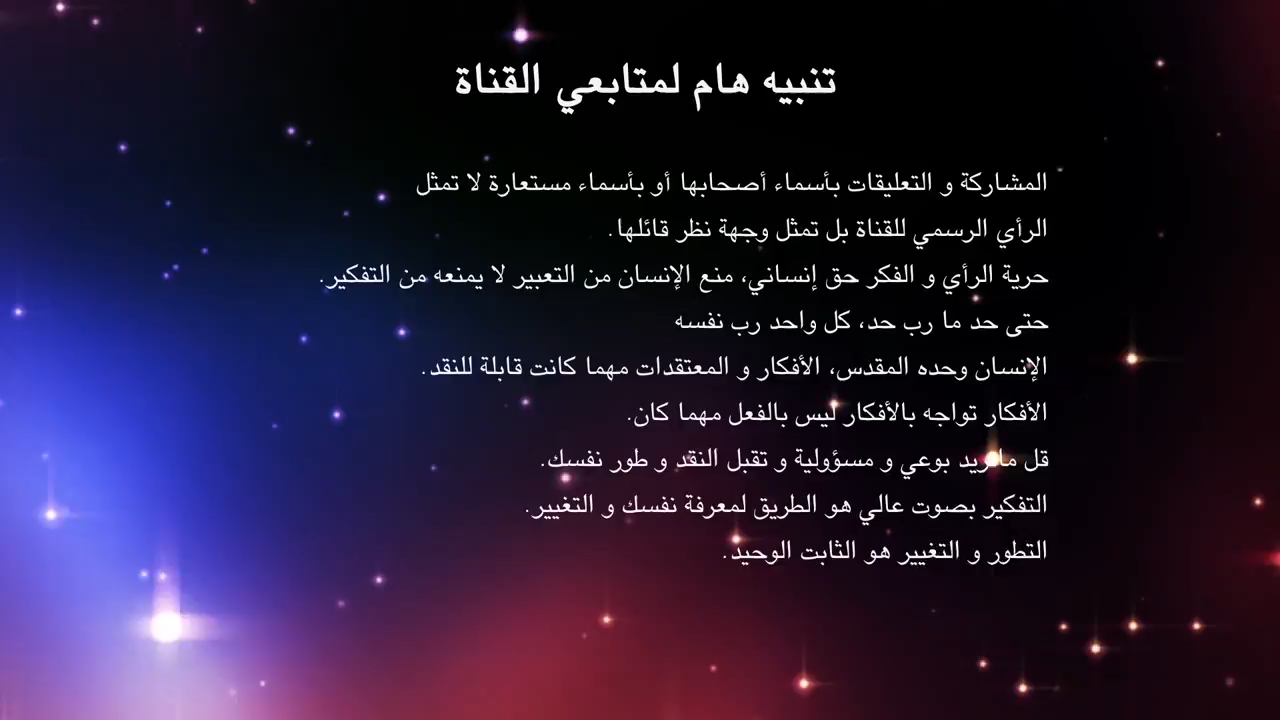 تنبيه هام لمتابعي القناة
المشاركة و التعليقات بأسماء أصحابها أو بأسماء مستعارة لا تمثل
الرأي الرسمي للقناة بل تمثل وجهة نظر قائلها.
حرية الرأي و الفكر حق إنساني، منع الإنسان من التعبير لا يمنعه من التفكير.
حتى حد ما رب حد، كل واحد رب نفسه
الإنسان وحده المقدس، الأفكار و المعتقدات مهما كانت قابلة للنقد.
الأفكار تواجه بالأفكار ليس بالفعل مهما كان.
قل ماتريد بوعي و مسؤولية و تقبل النقد و طور نفسك.
التفكير بصوت عالي هو الطريق لمعرفة نفسك و التغيير.
التطور و التغيير هو الثابت الوحيد.